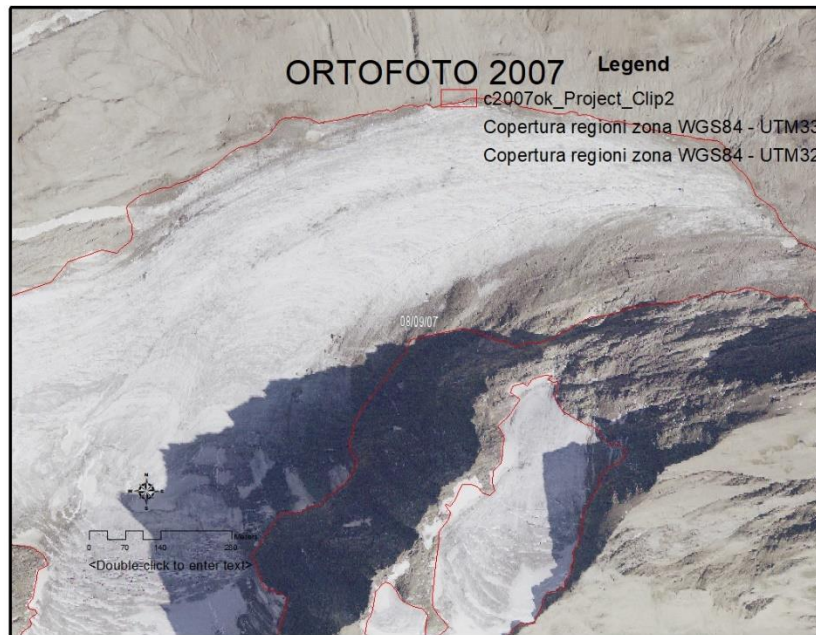 ORTOFOTO 2007
Legend
c2007ok_Project_Clip2
Copertura regioni zona WGS84 - UTM33
Copertura regioni zona WGS84 - UTM32
08/09/07
Meters
0 70 140 280
<Double-click to enter text>